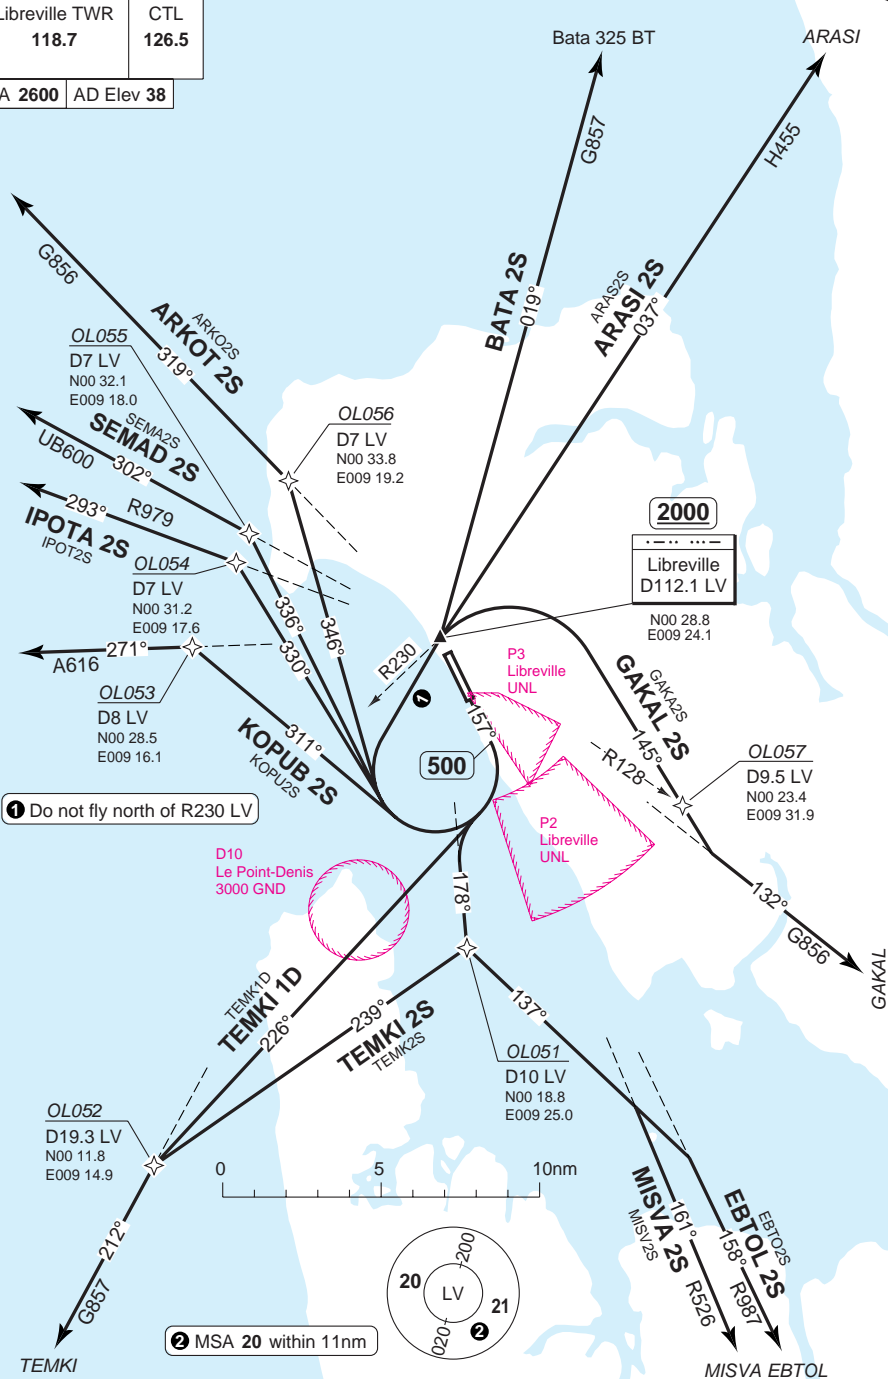 Libreville TWR
118.7
CTL
126.5
A 2600
AD Elev 38
Bata 325 BT
ARASI
G857
H455
G856
BATA 2S
019°
ARAS2S
ARASI 2S
037°
ARKO2S
ARKOT 2S
319°
OL055
D7 LV
N00 32.1
E009 18.0
SEMA2S
SEMAD 2S
UB600
302°
OL056
D7 LV
N00 33.8
E009 19.2
293°
R979
IPOTA 2S
IPOT2S
OL054
D7 LV
N00 31.2
E009 17.6
2000
Libreville
D112.1 LV
N00 28.8
E009 24.1
336°
346°
330°
A616
271°
OL053
D8 LV
N00 28.5
E009 16.1
R230
1
P3
Libreville
UNL
157°
GAKA2S
GAKAL 2S
145°
311°
KOPUB 2S
KOPU2S
500
R128
OL057
D9.5 LV
N00 23.4
E009 31.9
1 Do not fly north of R230 LV
P2
Libreville
UNL
D10
Le Point-Denis
3000 GND
178°
132°
G856
GAKAL
TEMK1D
TEMKI 1D
226°
239°
TEMKI 2S
TEMK2S
137°
OL051
D10 LV
N00 18.8
E009 25.0
OL052
D19.3 LV
N00 11.8
E009 14.9
0
5
10nm
161°
MISVA 2S
MISV2S
R526
EBTO2S
EBTOL 2S
158°
R987
212°
G857
200
20
LV
21
020
2
2 MSA 20 within 11nm
TEMKI
MISVA EBTOL